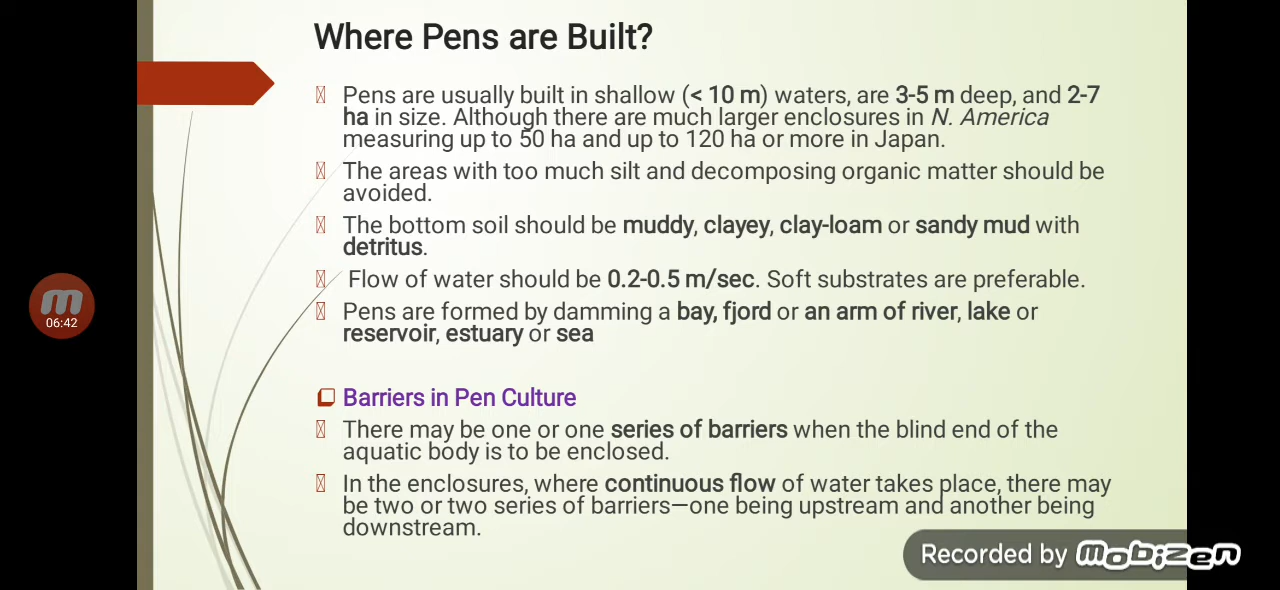 Where Pens are Built?
Pens are usually built in shallow (< 10 m) waters, are 3-5 m deep, and 2-7
ha in size. Although there are much larger enclosures in N. America
measuring up to 50 ha and up to 120 ha or more in Japan.
The areas with too much silt and decomposing organic matter should be
avoided.
The bottom soil should be muddy, clayey, clay-loam or sandy mud with
detritus.
Flow of water should be 0.2-0.5 m/sec. Soft substrates are preferable.
Pens are formed by damming a bay, fjord or an arm of river, lake or
reservoir, estuary or sea
Barriers in Pen Culture
There may be one or one series of barriers when the blind end of the
aquatic body is to be enclosed.
In the enclosures, where continuous flow of water takes place, there may
be two or two series of barriers—one being upstream and another being
downstream.
06:42
Recorded by mobizen